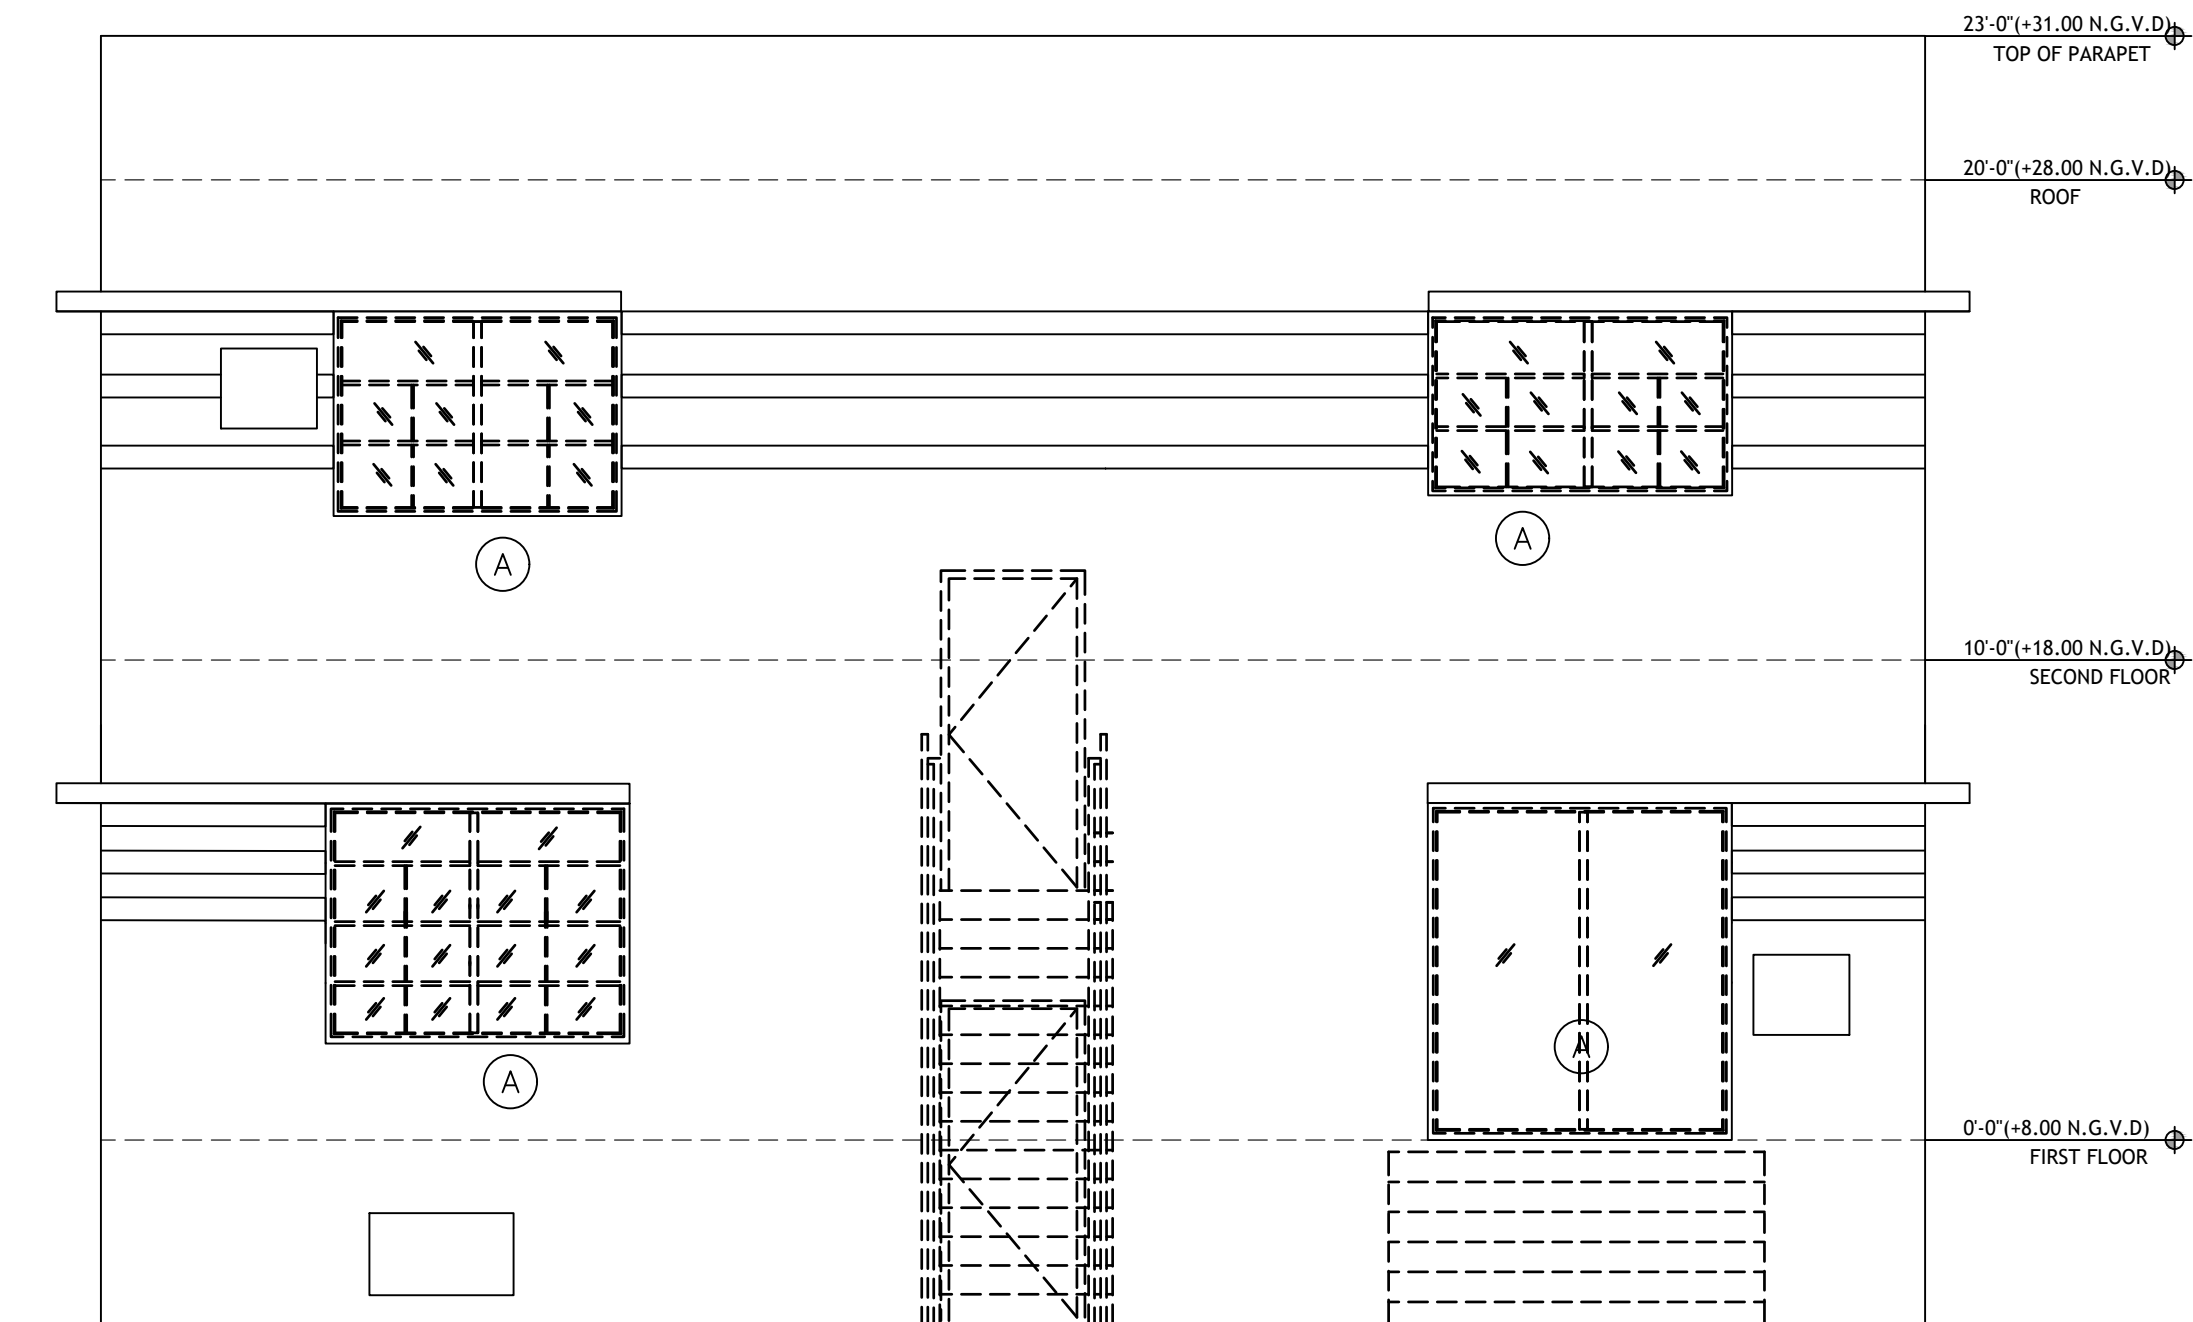 23'-0"(+31.00 N.G.V.D)
TOP OF PARAPET
20'-0"(+28.00 N.G.V.D)
ROOF
A
A
10'-0"(+18.00 N.G.V.D)
SECOND FLOOR
A
A
0'-0"(+8.00 N.G.V.D)
FIRST FLOOR